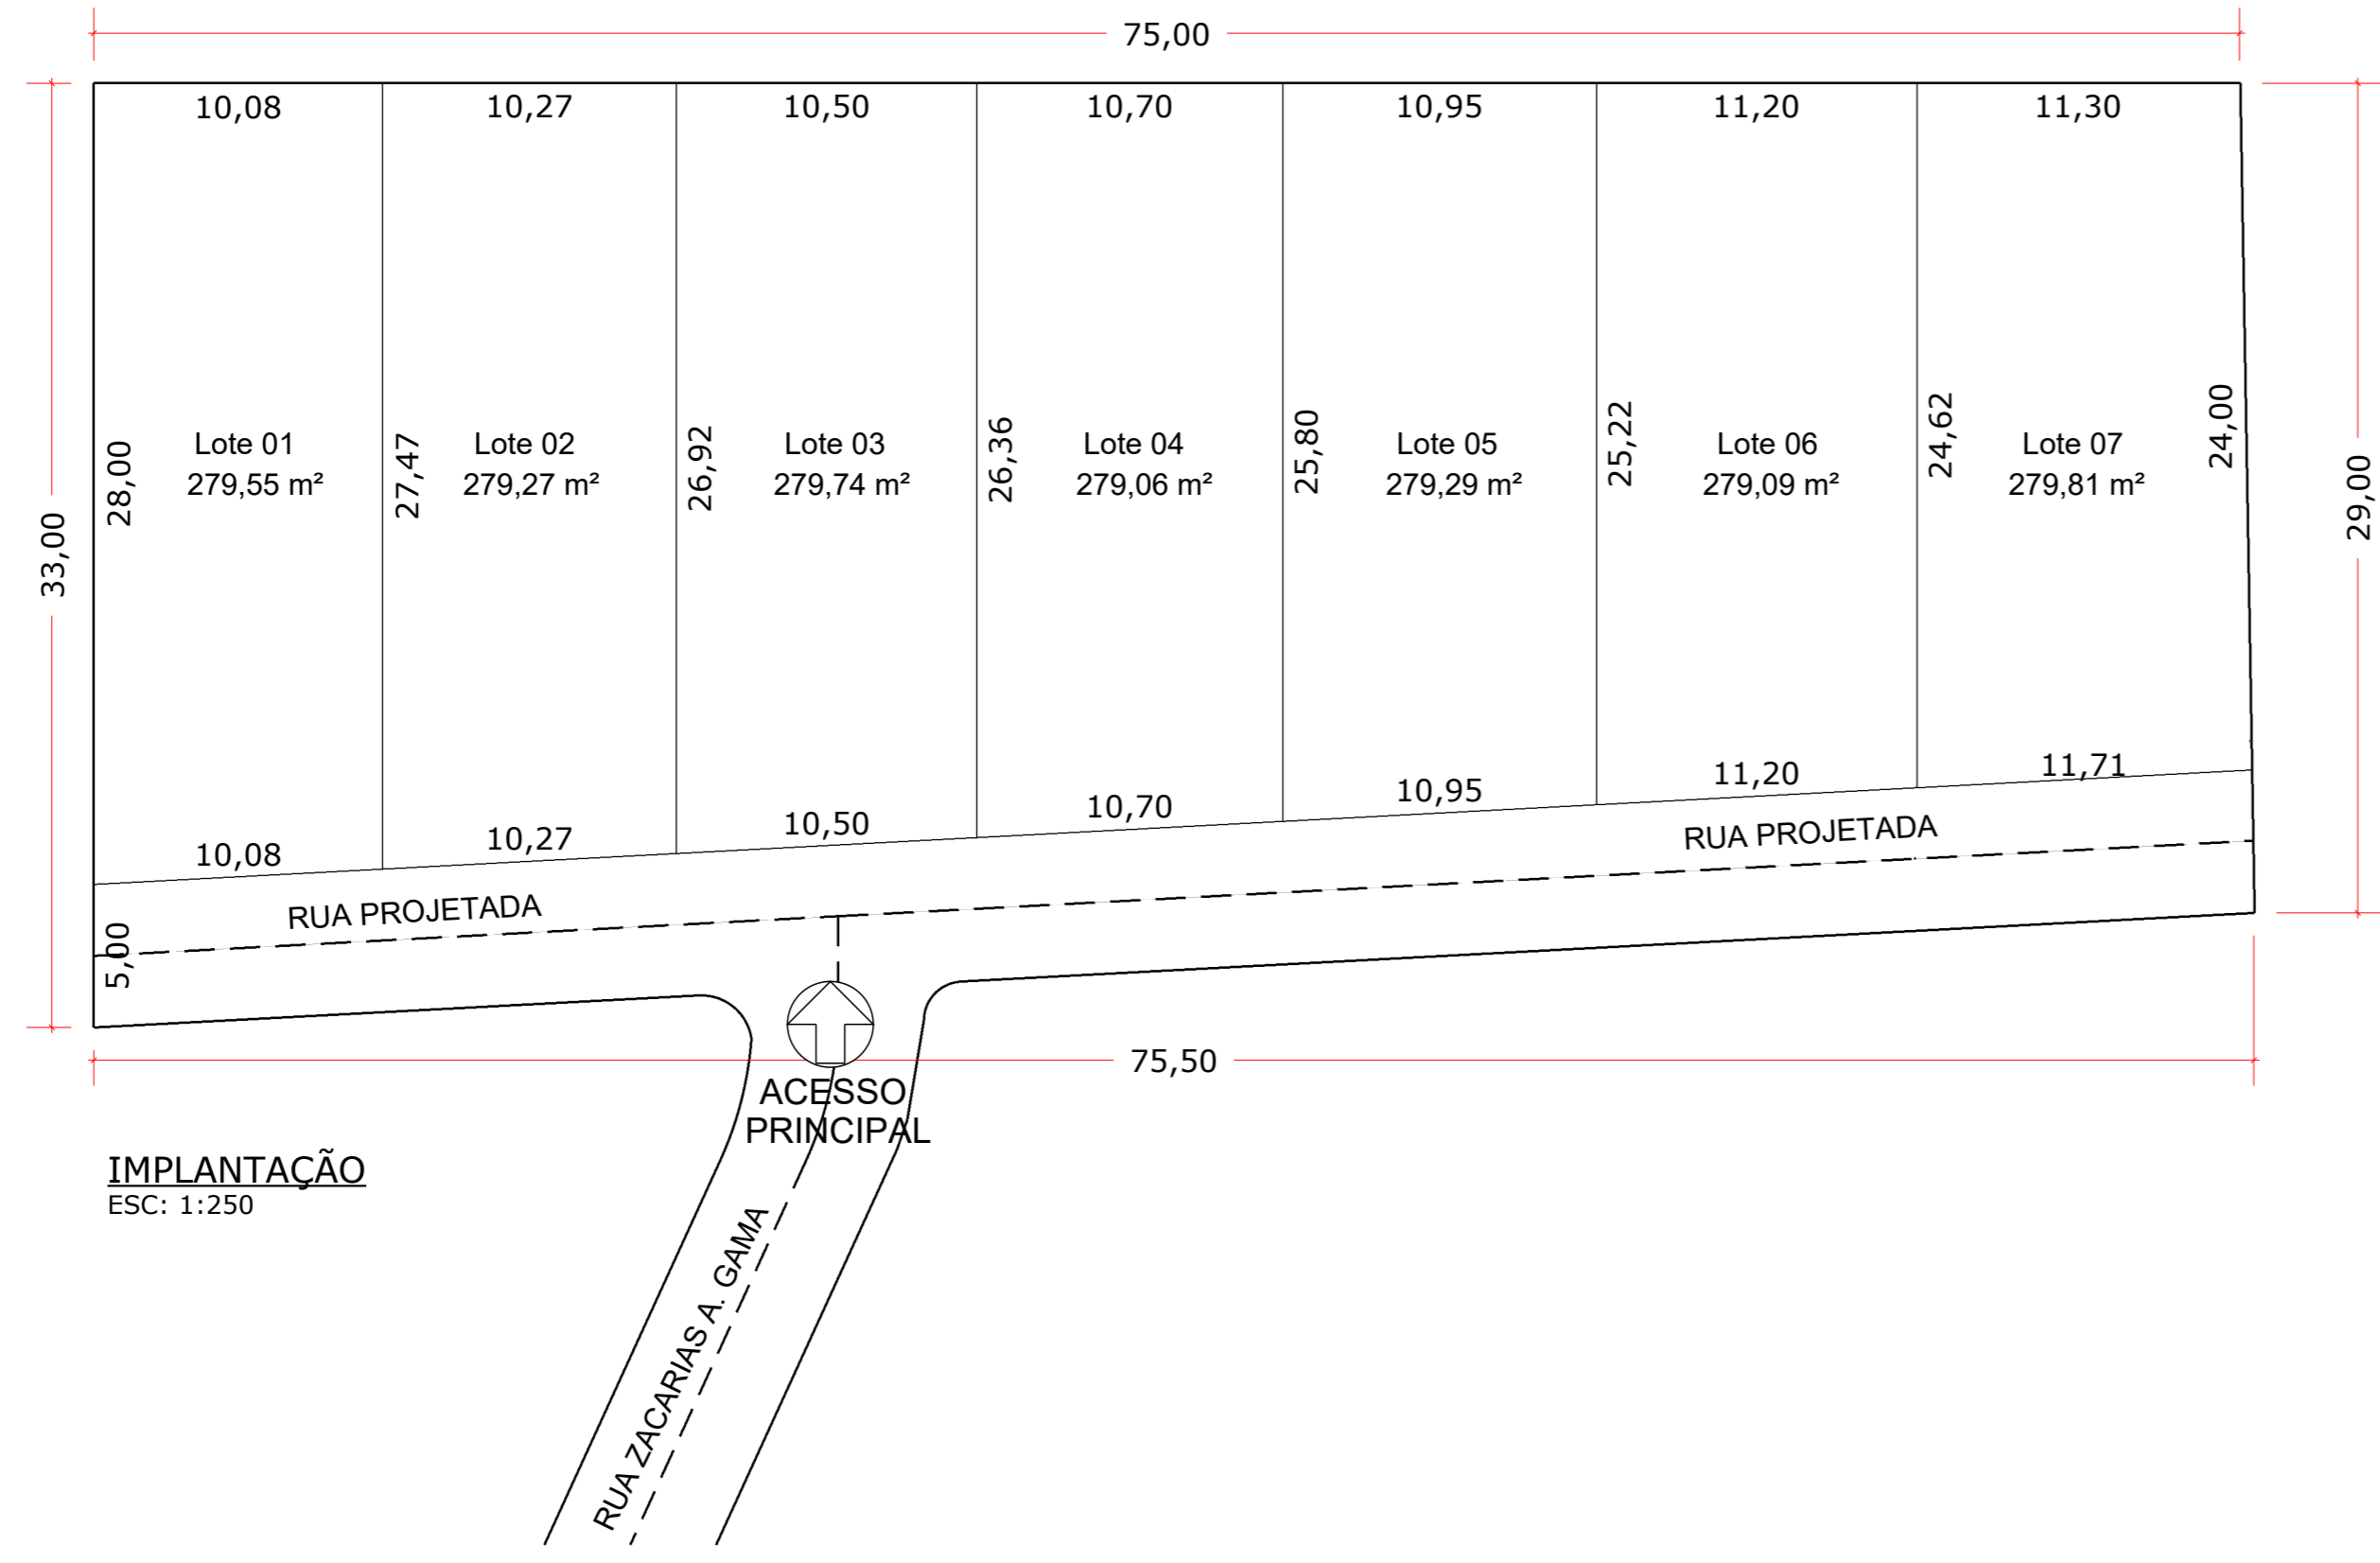 75,00
10,08
10,27
10,50
10,70
10,95
11,20
11,30
33,00
28,00
Lote 01
279,55 m²
27,47
Lote 02
279,27 m²
26,92
Lote 03
279,74 m²
26,36
Lote 04
279,06 m²
25,80
Lote 05
279,29 m²
25,22
Lote 06
279,09 m²
24,62
Lote 07
279,81 m²
24,00
29,00
10,08
10,27
10,50
10,70
10,95
11,20
11,71
RUA PROJETADA
RUA PROJETADA
5,00
75,50
ACESSO
PRINCIPAL
IMPLANTAÇÃO
ESC: 1:250
RUA ZACARIAS A. GAMA